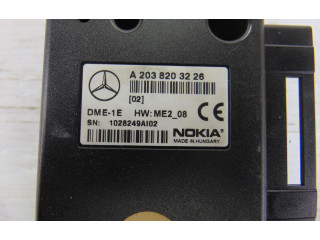 A 203 820 32 26
[02]
DME-1E HW: ME2_08
SN: 1028249AI02
NOKIA
MADE IN HUNGARY